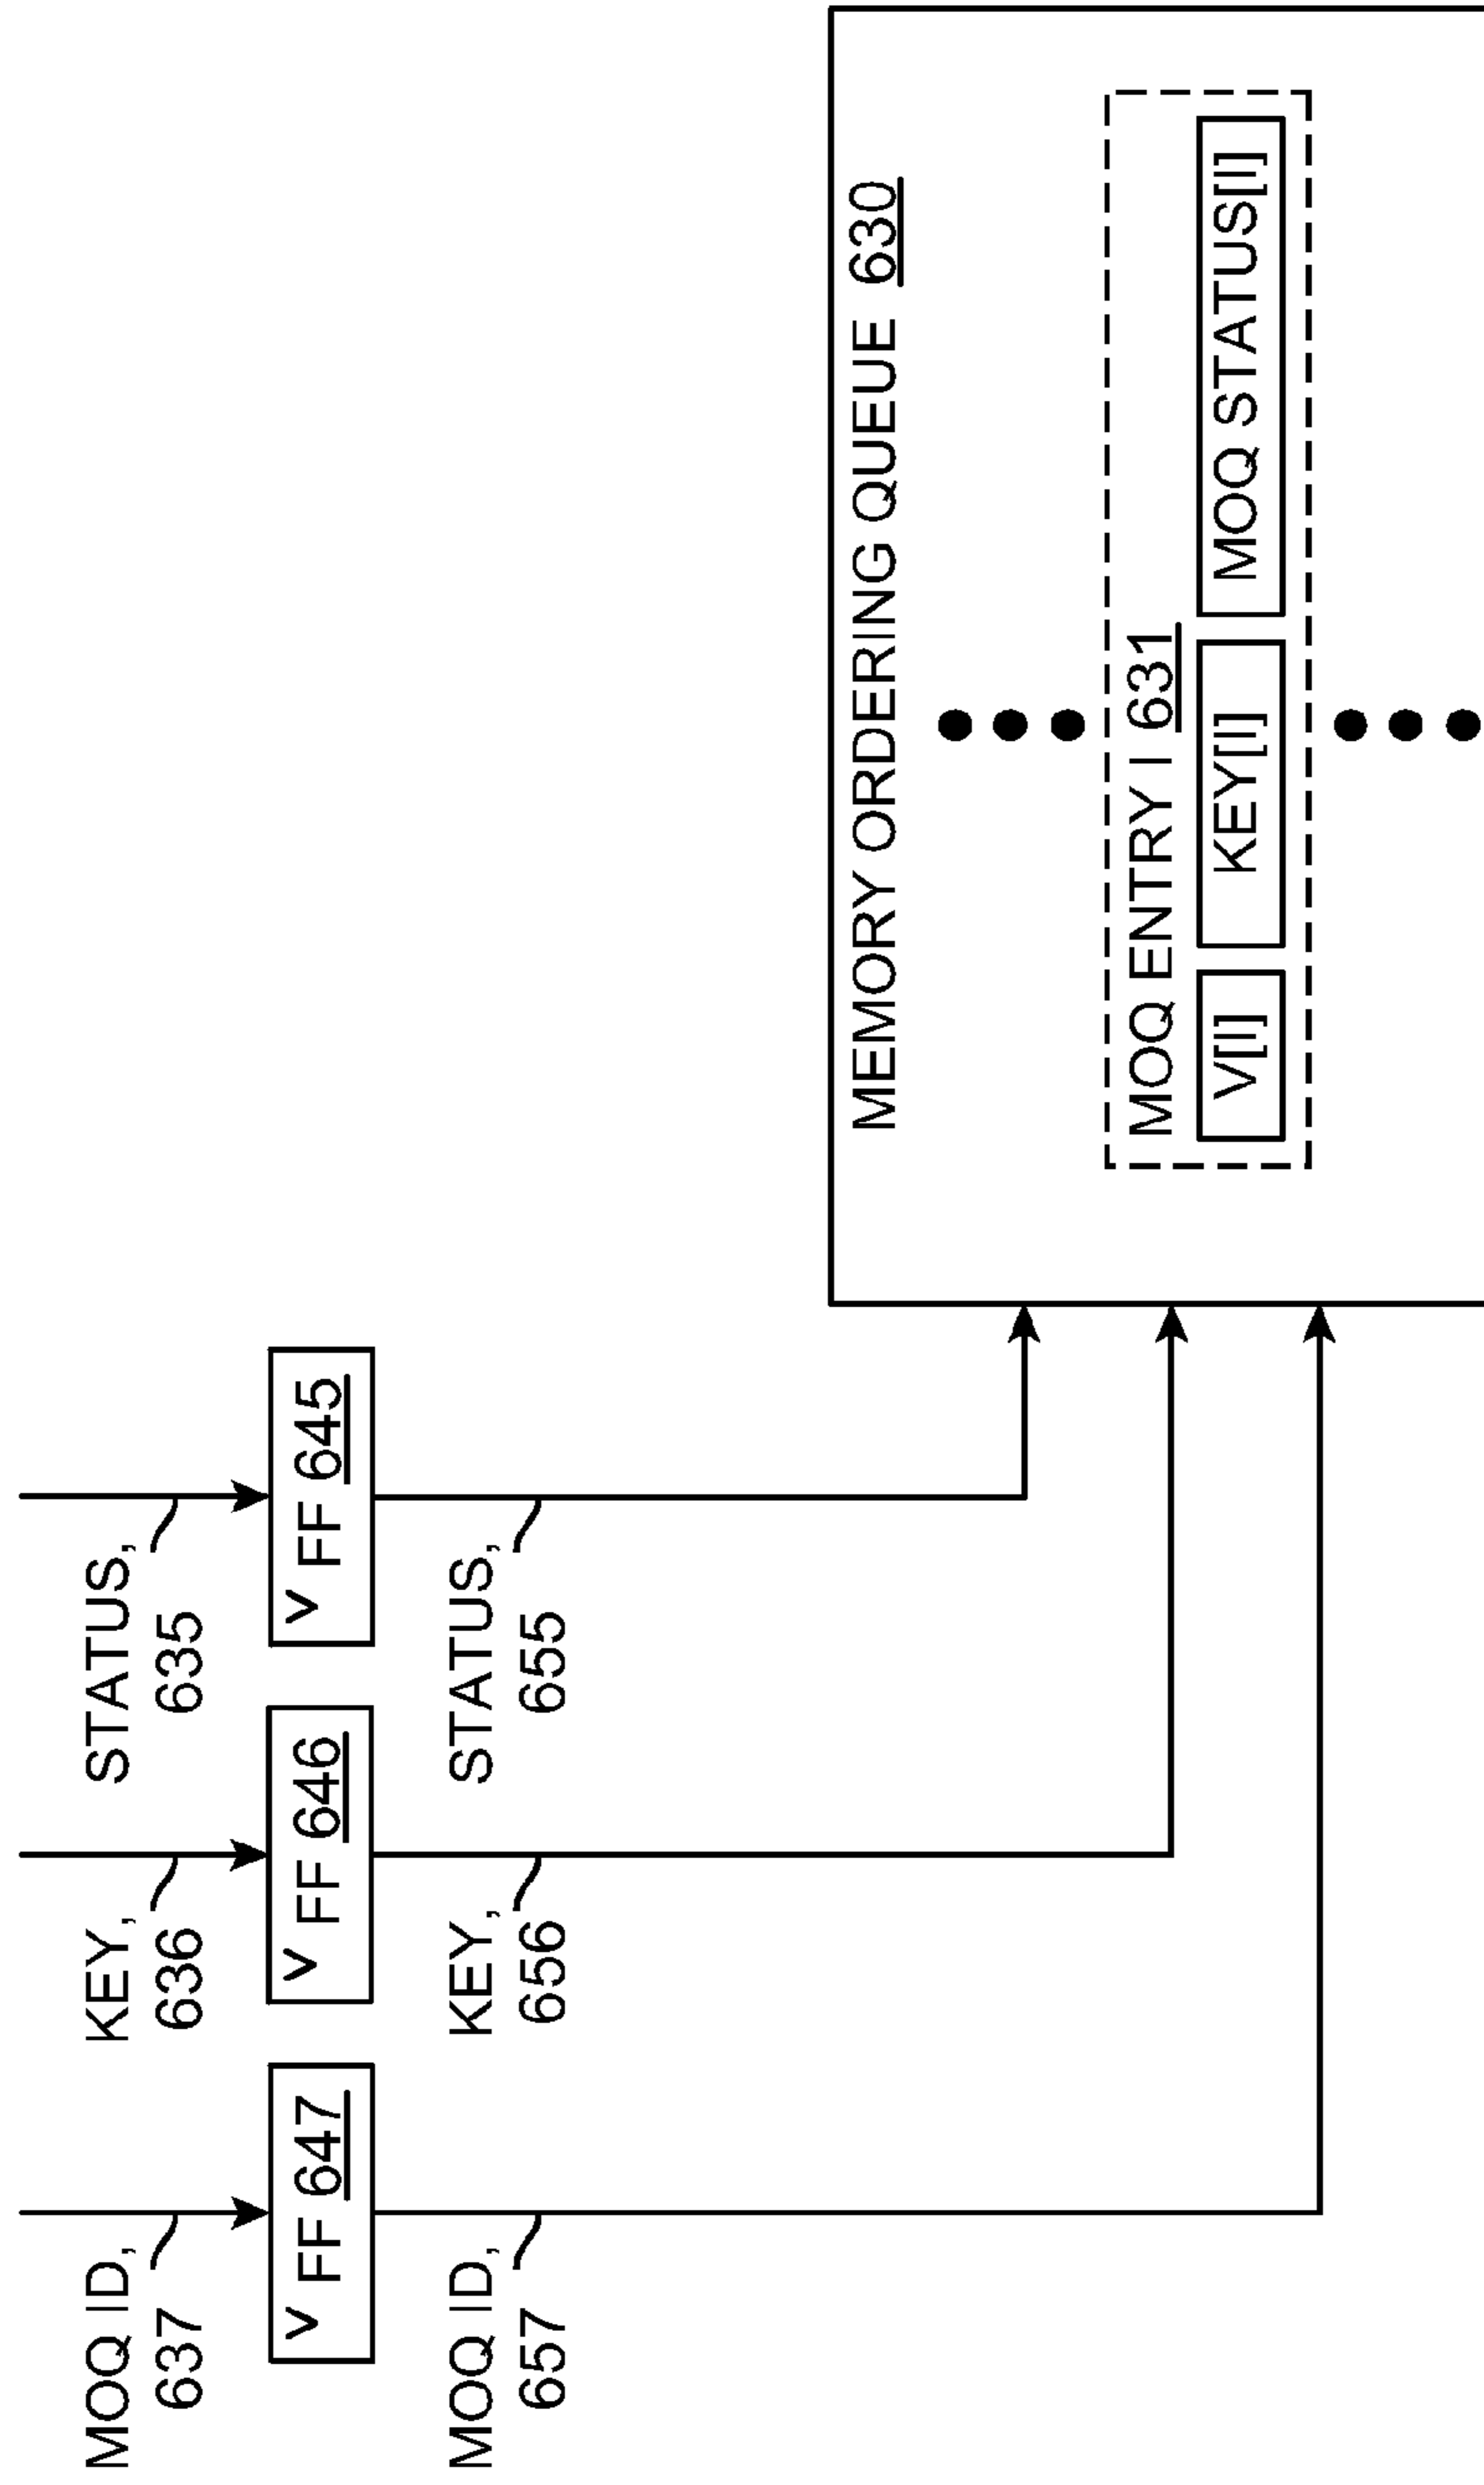 MOQ ID,
637
KEY,
636
STATUS,
635
V FF 647
V FF 646
V FF 645
MOQ ID,
657
KEY,
656
STATUS,
655
MEMORY ORDERING QUEUE 630
MOQ ENTRY I 631
V[I]
KEY[I]
MOQ STATUS[I]